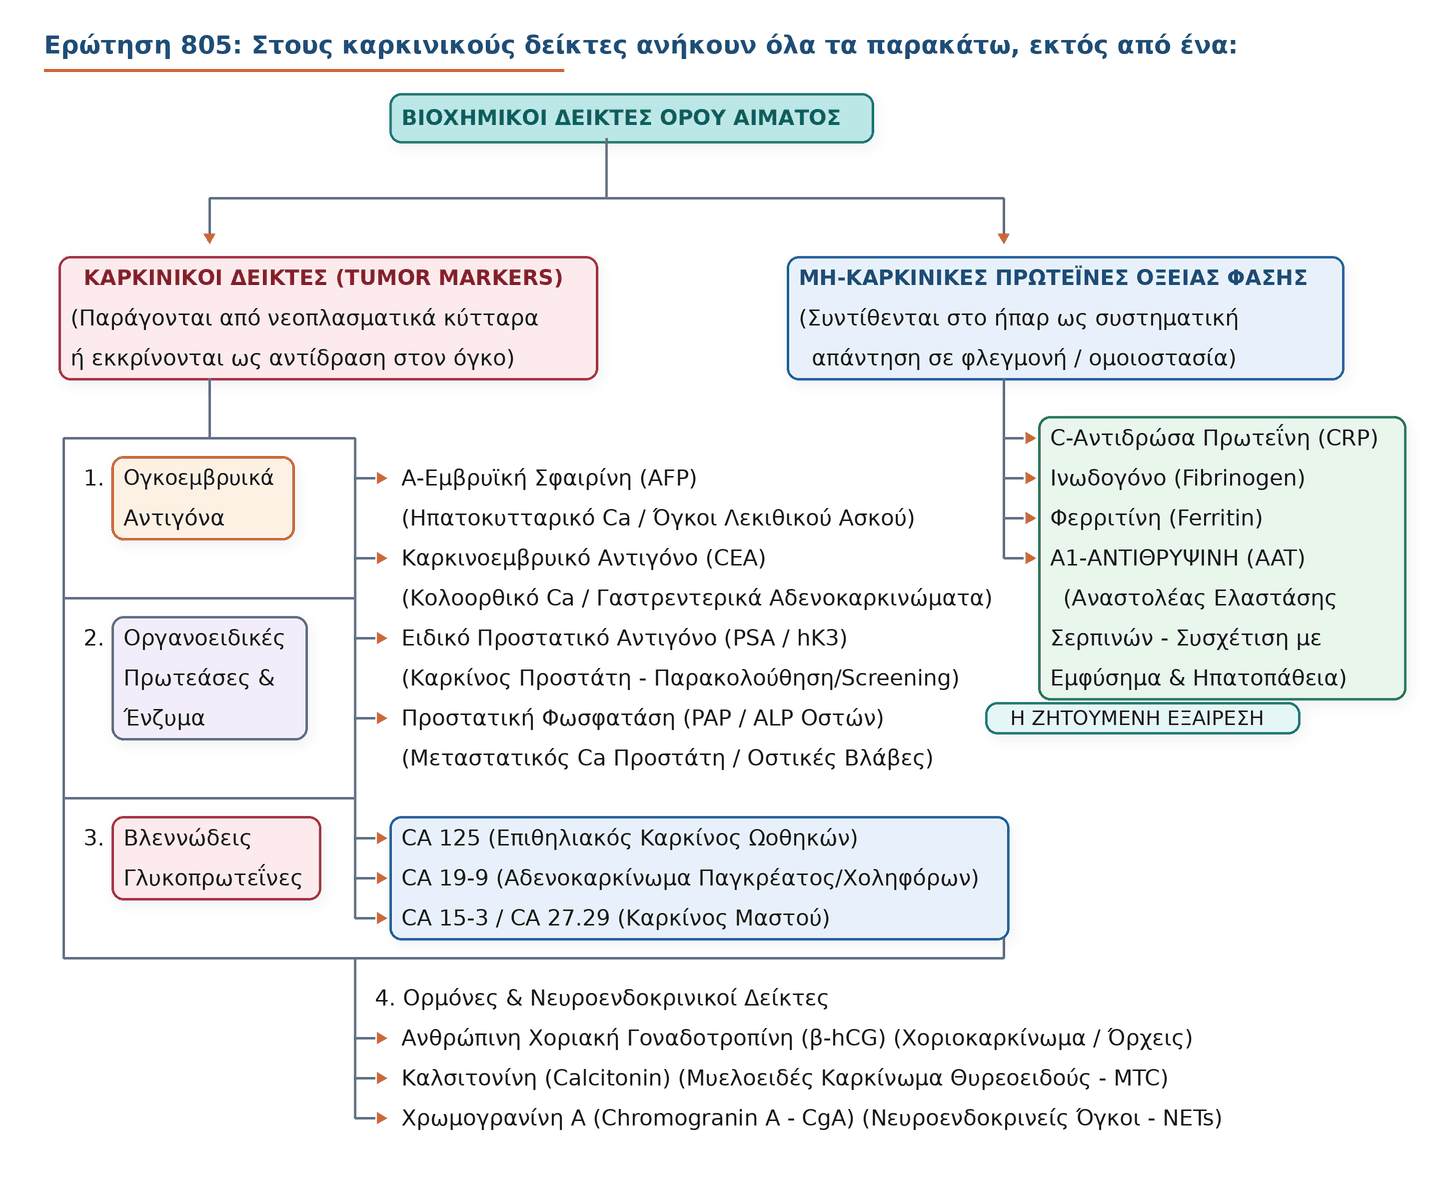 Ερώτηση 805: Στους καρκινικούς δείκτες ανήκουν όλα τα παρακάτω, εκτός από ένα:
ΒΙΟΧΗΜΙΚΟΙ ΔΕΙΚΤΕΣ ΟΡΟΥ ΑΙΜΑΤΟΣ
ΚΑΡΚΙΝΙΚΟΙ ΔΕΙΚΤΕΣ (TUMOR MARKERS)
(Παράγονται από νεοπλασματικά κύτταρα
ή εκκρίνονται ως αντίδραση στον όγκο)
ΜΗ-ΚΑΡΚΙΝΙΚΕΣ ΠΡΩΤΕΪΝΕΣ ΟΞΕΙΑΣ ΦΑΣΗΣ
(Συντίθενται στο ήπαρ ως συστηματική
απάντηση σε φλεγμονή / ομοιοστασία)
1. Ογκοεμβρυικά
Αντιγόνα
Α-Εμβρυϊκή Σφαιρίνη (AFP)
(Ηπατοκυτταρικό Ca / Όγκοι Λεκιθικού Ασκού)
Καρκινοεμβρυικό Αντιγόνο (CEA)
(Κολοορθικό Ca / Γαστρεντερικά Αδενοκαρκινώματα)
2. Οργανοειδικές
Πρωτεάσες &
Ένζυμα
Ειδικό Προστατικό Αντιγόνο (PSA / hK3)
(Καρκίνος Προστάτη - Παρακολούθηση/Screening)
Προστατική Φωσφατάση (PAP / ALP Οστών)
(Μεταστατικός Ca Προστάτη / Οστικές Βλάβες)
C-Αντιδρώσα Πρωτεΐνη (CRP)
Ινωδογόνο (Fibrinogen)
Φερριτίνη (Ferritin)
Α1-ΑΝΤΙΘΡΥΨΙΝΗ (AAT)
(Αναστολέας Ελαστάσης
Σερπινών - Συσχέτιση με
Εμφύσημα & Ηπατοπάθεια)
Η ΖΗΤΟΥΜΕΝΗ ΕΞΑΙΡΕΣΗ
3. Βλεννώδεις
Γλυκοπρωτεΐνες
CA 125 (Επιθηλιακός Καρκίνος Ωοθηκών)
CA 19-9 (Αδενοκαρκίνωμα Παγκρέατος/Χοληφόρων)
CA 15-3 / CA 27.29 (Καρκίνος Μαστού)
4. Ορμόνες & Νευροενδοκρινικοί Δείκτες
Ανθρώπινη Χοριακή Γοναδοτροπίνη (β-hCG) (Χοριοκαρκίνωμα / Όρχεις)
Καλσιτονίνη (Calcitonin) (Μυελοειδές Καρκίνωμα Θυρεοειδούς - MTC)
Χρωμογρανίνη Α (Chromogranin A - CgA) (Νευροενδοκρινείς Όγκοι - NETs)